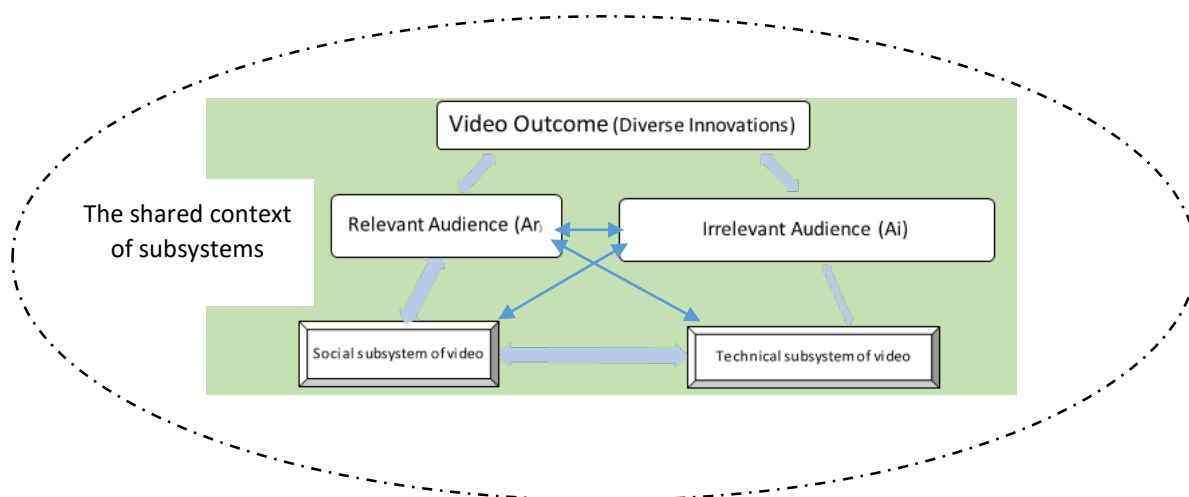 Video Outcome (Diverse Innovations)
The shared context
of subsystems
Relevant Audience (Ar)
Irrelevant Audience (Ai)
Social subsystem of video
Technical subsystem of video